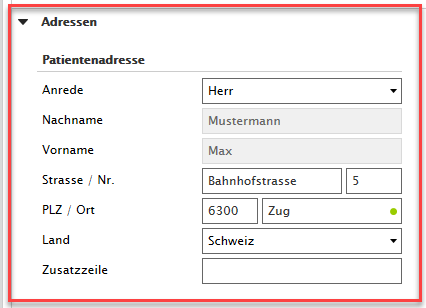 Adressen
Patientenadresse
Anrede Herr
Nachname Mustermann
Vorname Max
Strasse / Nr. Bahnhofstrasse 5
PLZ / Ort 6300 Zug
Land Schweiz
Zusatzzeile